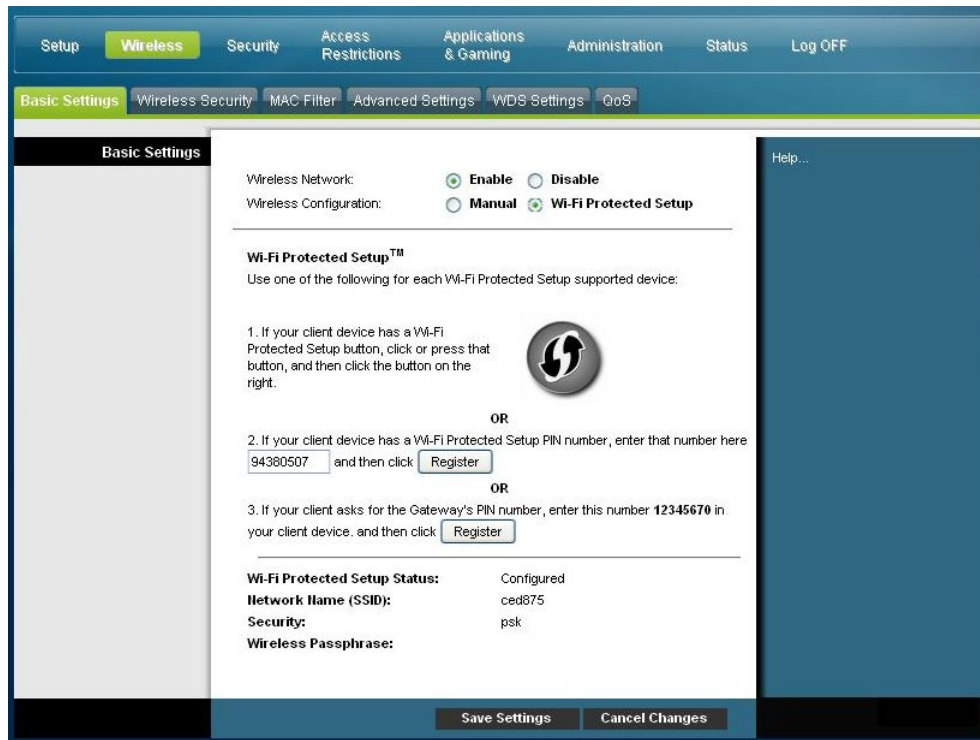 Setup Wireless Security Access Restrictions Applications & Gaming Administration Status Log OFF
Basic Settings Wireless Security MAC Filter Advanced Settings WDS Settings QoS
Basic Settings
Help...
Wireless Network: Enable Disable
Wireless Configuration: Manual Wi-Fi Protected Setup
Wi-Fi Protected Setup™
Use one of the following for each Wi-Fi Protected Setup supported device:
1. If your client device has a Wi-Fi
Protected Setup button, click or press that
button, and then click the button on the
right.
OR
2. If your client device has a Wi-Fi Protected Setup PIN number, enter that number here
94380507 and then click Register
OR
3. If your client asks for the Gateway's PIN number, enter this number 12345670 in
your client device. and then click Register
Wi-Fi Protected Setup Status: Configured
Network Name (SSID): ced875
Security: psk
Wireless Passphrase:
Save Settings Cancel Changes